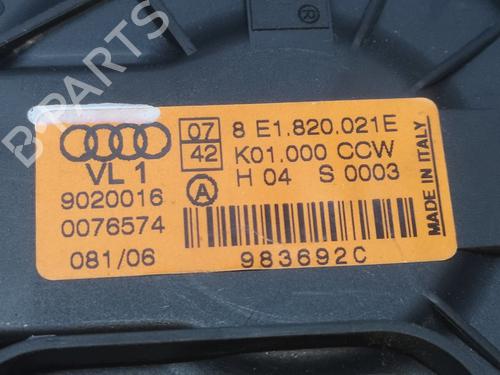 B-PARTS
R
07
42
8 E1.820.021E
K01.000 CCW
H 04 S 0003
VL 1
9020016
0076574
081/06
A
983692C
MADE IN ITALY